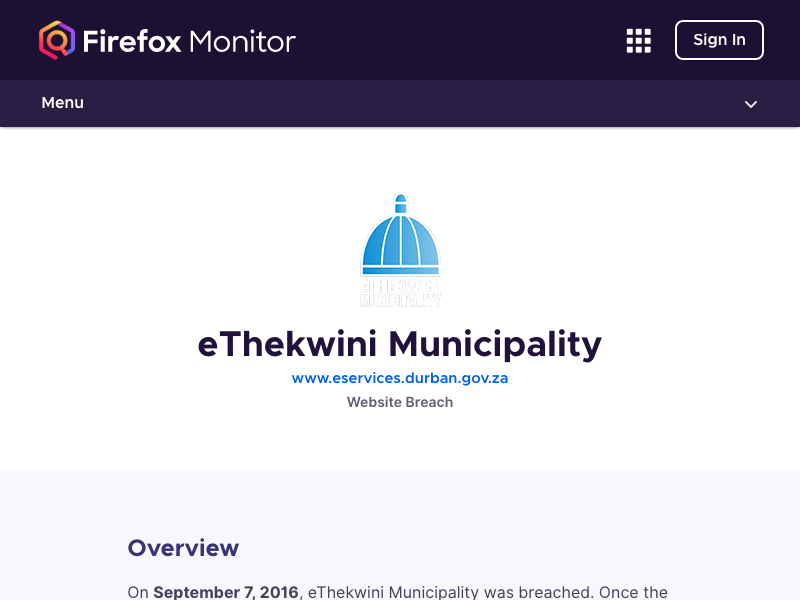 Firefox Monitor
Sign In
Menu
ETHEKWINI
MUNICIPALITY
eThekwini Municipality
www.eservices.durban.gov.za
Website Breach
Overview
On September 7, 2016, eThekwini Municipality was breached. Once the